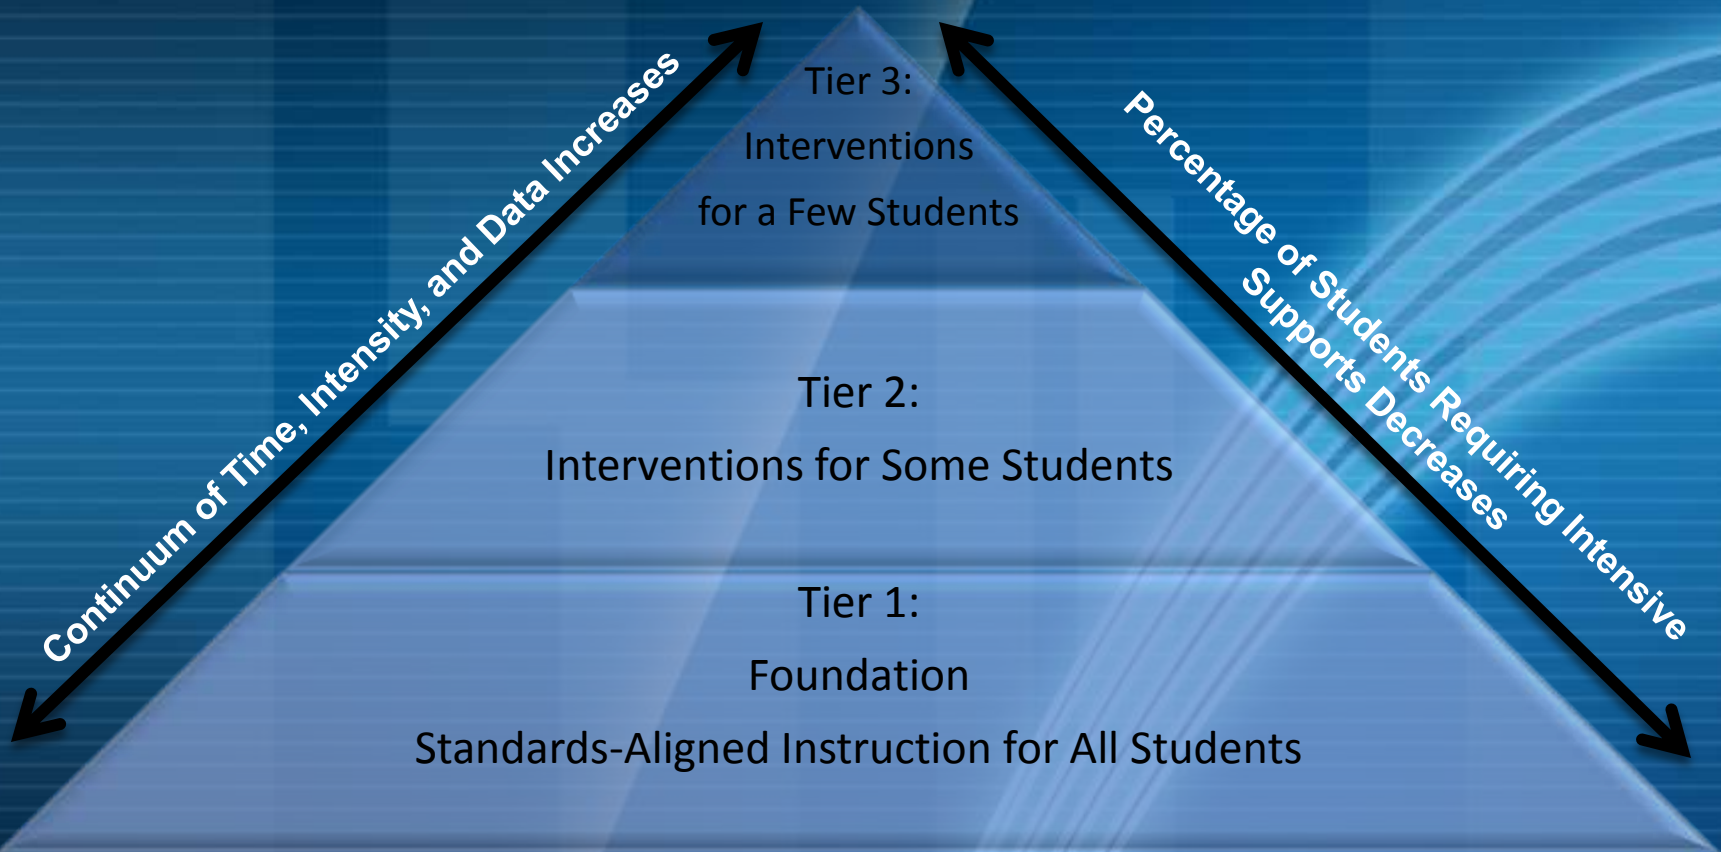 Continuum of Time, Intensity, and Data Increases
Tier 3:
Interventions
for a Few Students
Percentage of Students Requiring Intensive
Supports Decreases
Tier 2:
Interventions for Some Students
Tier 1:
Foundation
Standards-Aligned Instruction for All Students